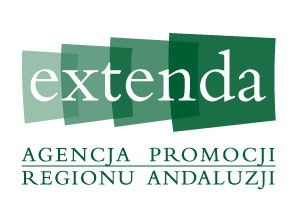 extenda
AGENCJA PROMOCJI
REGIONU ANDALUZJI